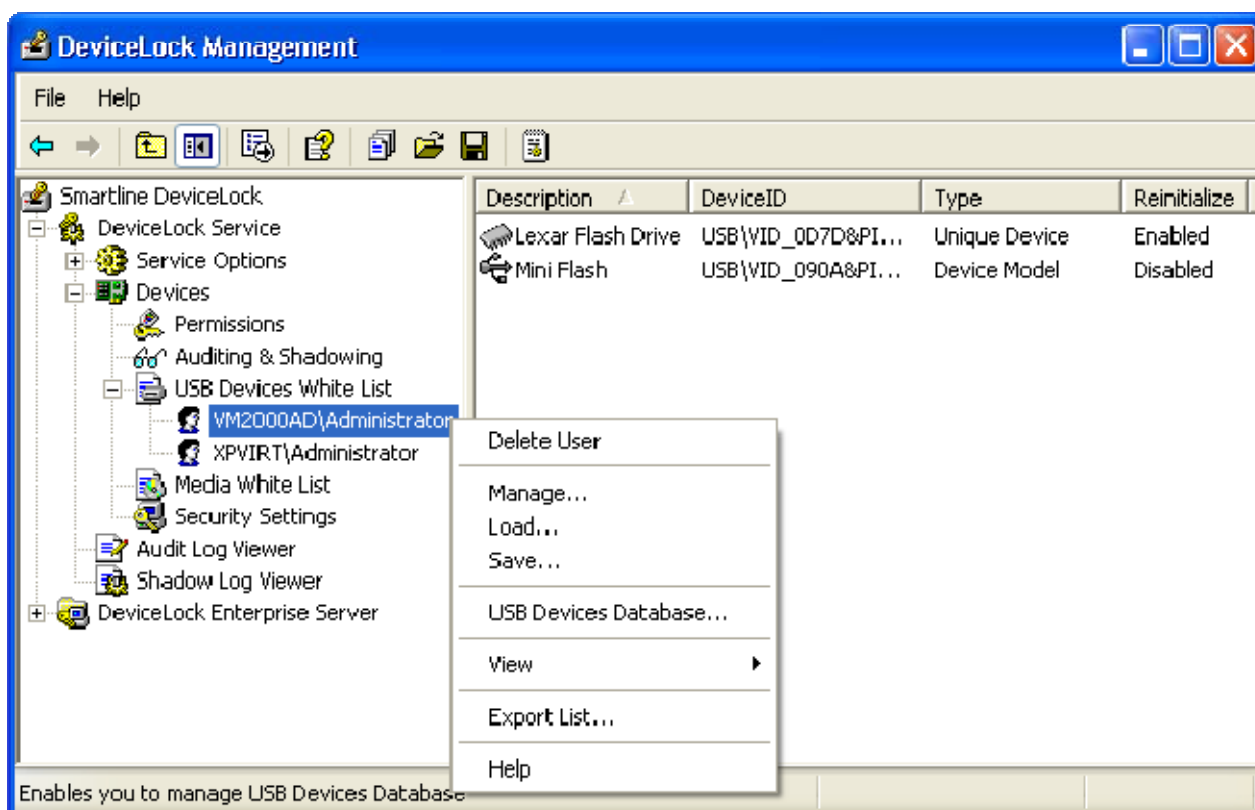 DeviceLock Management
File Help
Smartline DeviceLock
DeviceLock Service
Service Options
Devices
Permissions
Auditing & Shadowing
USB Devices White List
VM2000AD\Administrator
XPVIRT\Administrator
Media White List
Security Settings
Audit Log Viewer
Shadow Log Viewer
DeviceLock Enterprise Server
Description DeviceID Type Reinitialize
Lexar Flash Drive USB\VID_0D7D&PI... Unique Device Enabled
Mini Flash USB\VID_090A&PI... Device Model Disabled
Delete User
Manage...
Load...
Save...
USB Devices Database...
View
Export List...
Help
Enables you to manage USB Devices Database